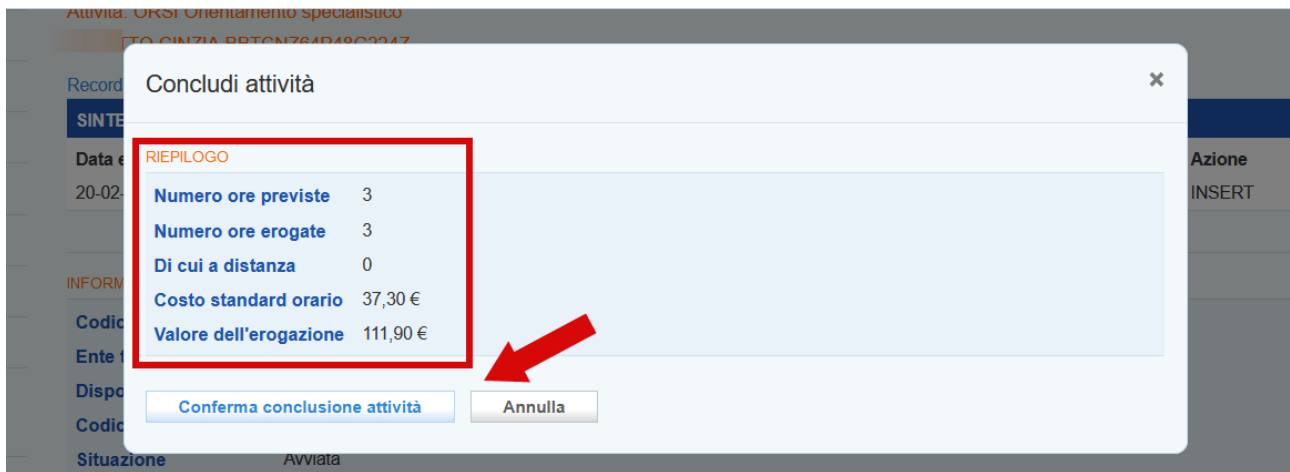 Attività: ORSI Orientamento specialistico
CINZIA
Record
Concludi attività
×
SINTE
Data e
Azione
20-02-
INSERT
RIEPILOGO
Numero ore previste 3
Numero ore erogate 3
Di cui a distanza 0
Costo standard orario 37,30 €
Valore dell'erogazione 111,90 €
INFORM
Codic
Ente t
Dispo
Codic
Conferma conclusione attività
Annulla
Situazione Avviata